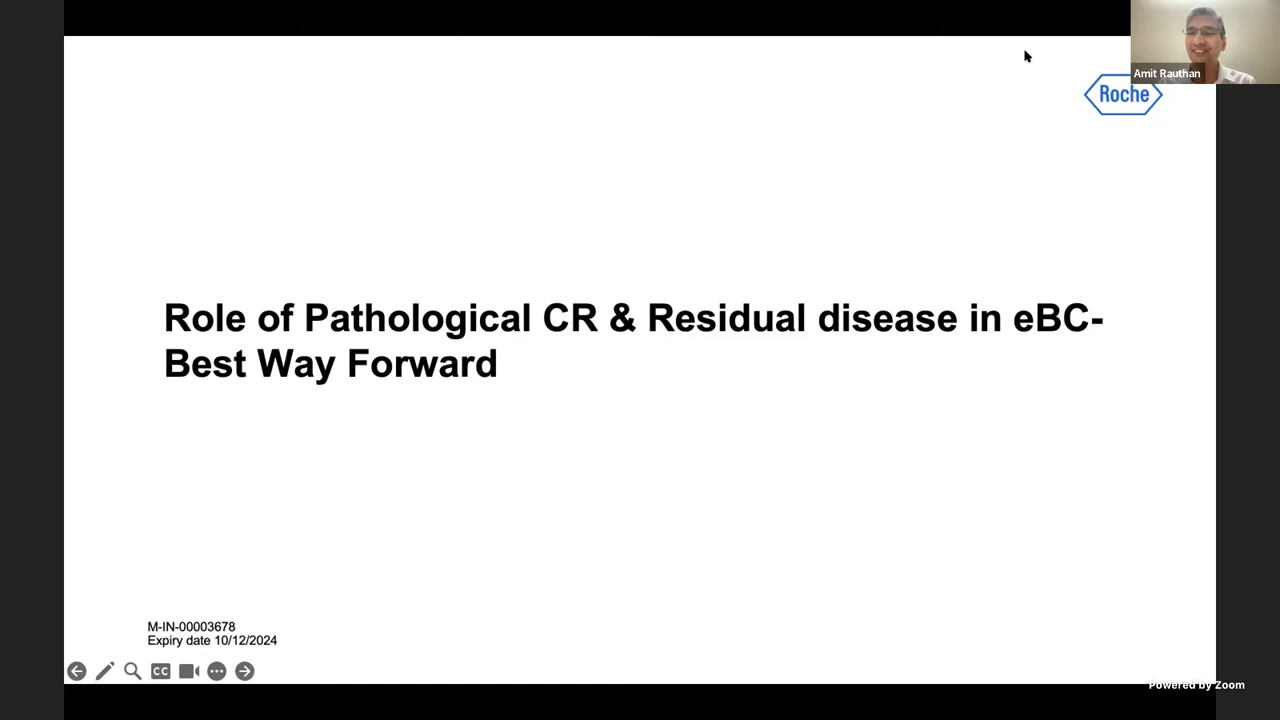 Amit Rauthan
Roche
Role of Pathological CR & Residual disease in eBC-
Best Way Forward
M-IN-00003678
Expiry date 10/12/2024
CC
Powered by Zoom